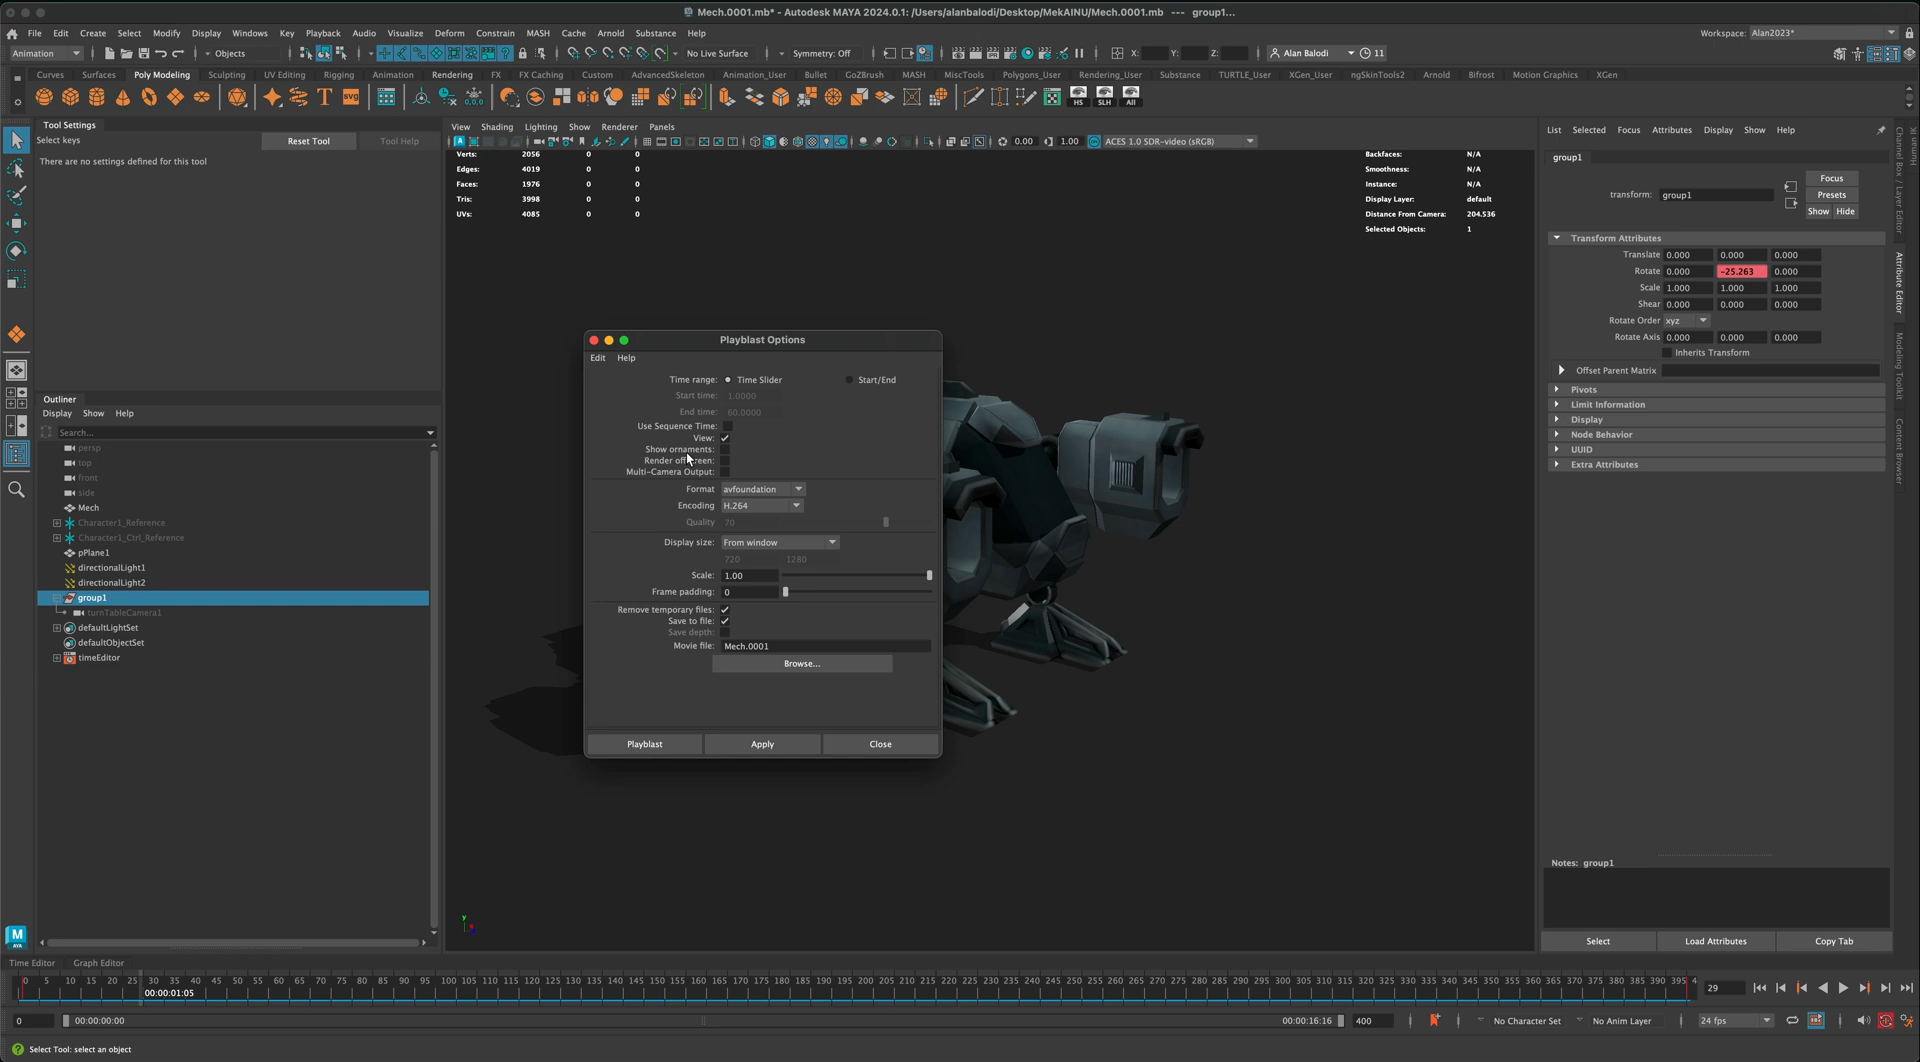 Mech.0001.mb* - Autodesk MAYA 2024.0.1: /Users/alanbalodi/Desktop/MekAINU/Mech.0001.mb --- group1...
File Edit Create Select Modify Display Windows Key Playback Audio Visualize Deform Constrain MASH Cache Arnold Substance Help
Workspace: Alan2023*
Animation
Objects
No Live Surface
Symmetry: Off
X:
Y:
Z:
Alan Balodi
11
Curves Surfaces Poly Modeling Sculpting UV Editing Rigging Animation Rendering FX FX Caching Custom AdvancedSkeleton Animation_User Bullet GoZBrush MASH MiscTools Polygons_User Rendering_User Substance TURTLE_User XGen_User ngSkinTools2 Arnold Bifrost Motion Graphics XGen
T SVG HS SLH All
Tool Settings
Select keys
Reset Tool
Tool Help
There are no settings defined for this tool
Outliner
Display Show Help
Search...
persp
top
front
side
Mech
Character1_Reference
Character1_Ctrl_Reference
pPlane1
directionalLight1
directionalLight2
group1
turnTableCamera1
defaultLightSet
defaultObjectSet
timeEditor
View Shading Lighting Show Renderer Panels
0.00
1.00
ACES 1.0 SDR-video (sRGB)
Verts: 2056 0 0
Edges: 4019 0 0
Faces: 1976 0 0
Tris: 3998 0 0
UVs: 4085 0 0
Backfaces: N/A
Smoothness: N/A
Instance: N/A
Display Layer: default
Distance From Camera: 204.536
Selected Objects: 1
Playblast Options
Edit Help
Time range: Time Slider Start/End
Start time: 1.0000
End time: 60.0000
Use Sequence Time:
View:
Show ornaments:
Multi-Camera Output:
Format avfoundation
Encoding H.264
Quality 70
Display size: From window
720 1280
Scale: 1.00
Frame padding: 0
Remove temporary files:
Save to file:
Save depth:
Movie file: Mech.0001
Browse...
Playblast Apply Close
y
List Selected Focus Attributes Display Show Help
group1
transform: group1
Focus
Presets
Show Hide
Transform Attributes
Translate 0.000 0.000 0.000
Rotate 0.000 -25.263 0.000
Scale 1.000 1.000 1.000
Shear 0.000 0.000 0.000
Rotate Order xyz
Rotate Axis 0.000 0.000 0.000
Inherits Transform
Offset Parent Matrix
Pivots
Limit Information
Display
Node Behavior
UUID
Extra Attributes
Notes: group1
Select Load Attributes Copy Tab
Channel Box / Layer Editor
Attribute Editor
Modeling Toolkit
Content Browser
M
AYA
Time Editor Graph Editor
0 5 10 15 20 25 30 35 40 45 50 55 60 65 70 75 80 85 90 95 100 105 110 115 120 125 130 135 140 145 150 155 160 165 170 175 180 185 190 195 200 205 210 215 220 225 230 235 240 245 250 255 260 265 270 275 280 285 290 295 300 305 310 315 320 325 330 335 340 345 350 355 360 365 370 375 380 385 390 395 4
00:00:01:05
29
0
00:00:00:00
00:00:16:16
400
No Character Set
No Anim Layer
24 fps
Select Tool: select an object